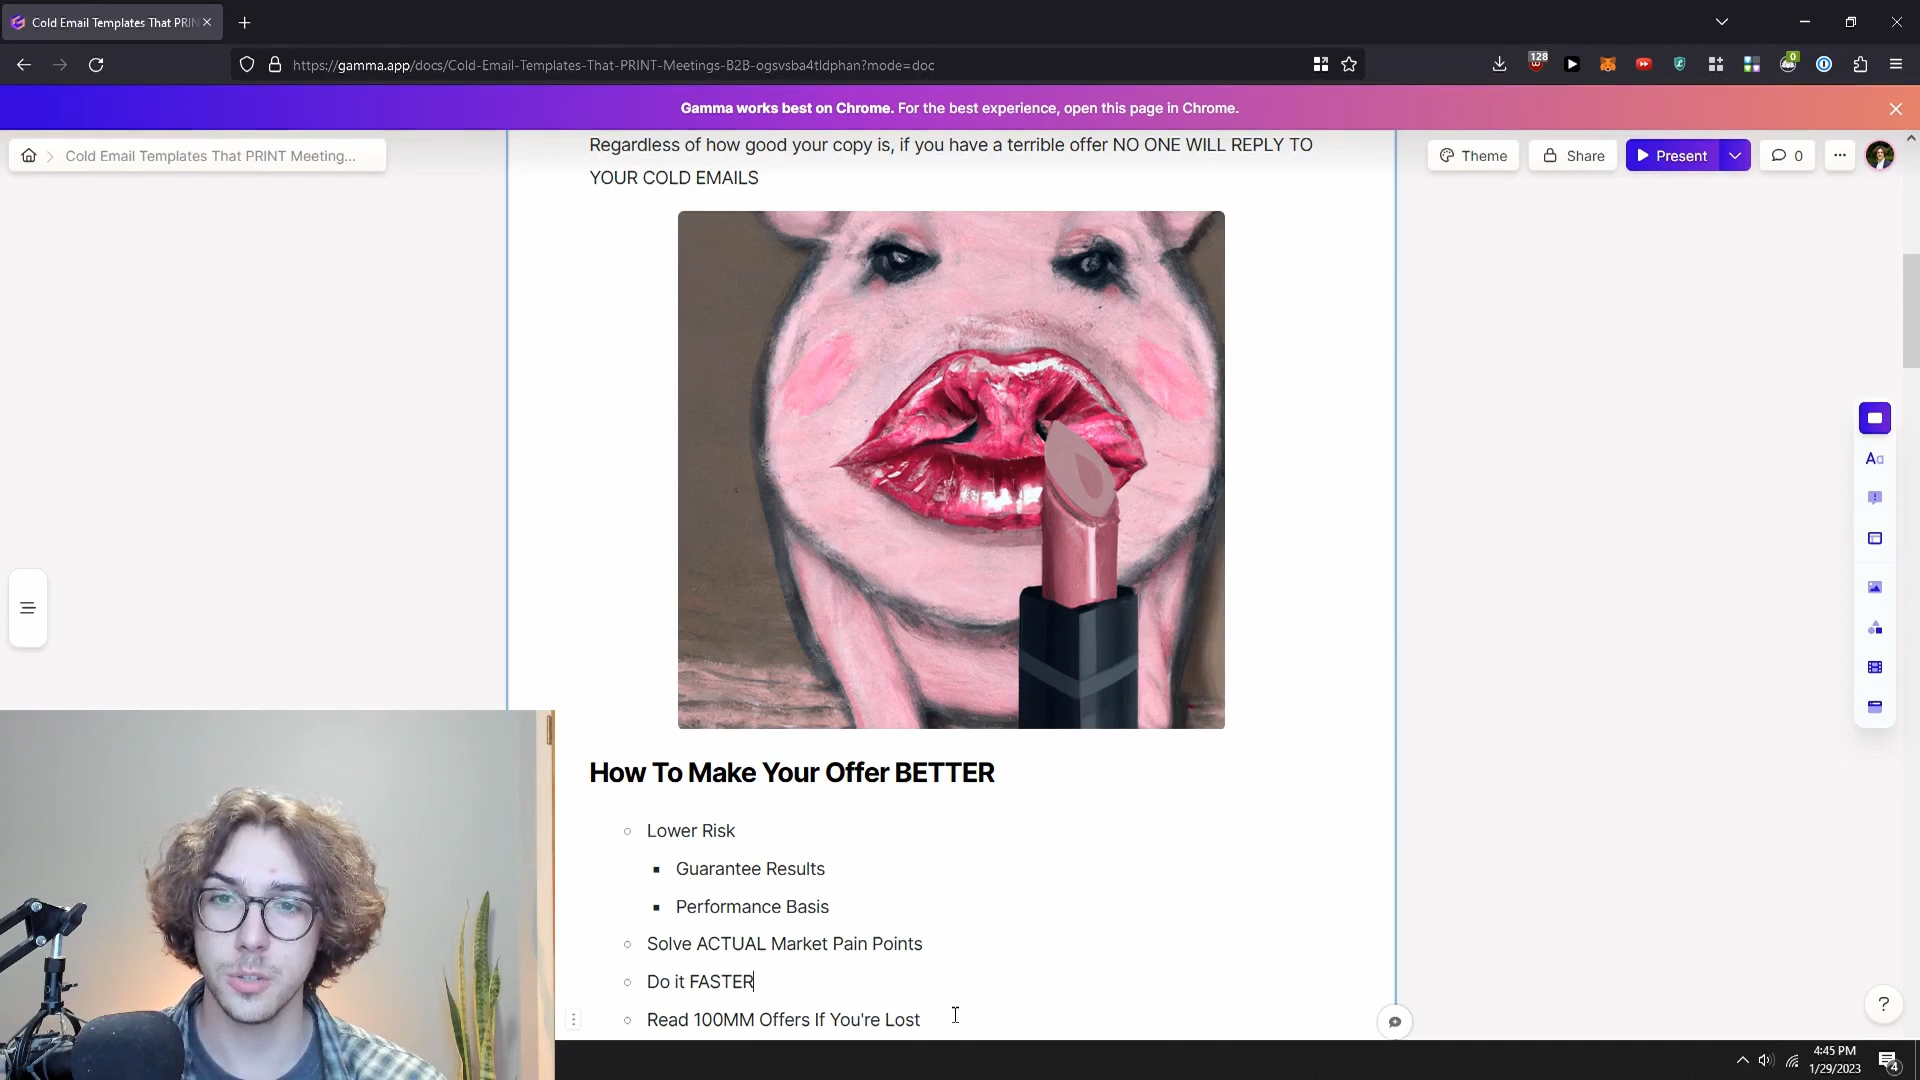 Cold Email Templates That PRIN
https://gamma.app/docs/Cold-Email-Templates-That-PRINT-Meetings-B2B-ogsvsba4tldphan?mode=doc
128
0
Gamma works best on Chrome. For the best experience, open this page in Chrome.
Cold Email Templates That PRINT Meeting...
Theme
Share
Present
0
Regardless of how good your copy is, if you have a terrible offer NO ONE WILL REPLY TO
YOUR COLD EMAILS
Aa
How To Make Your Offer BETTER
Lower Risk
Guarantee Results
Performance Basis
Solve ACTUAL Market Pain Points
Do it FASTER
Read 100MM Offers If You're Lost
?
4:45 PM
1/29/2023
4